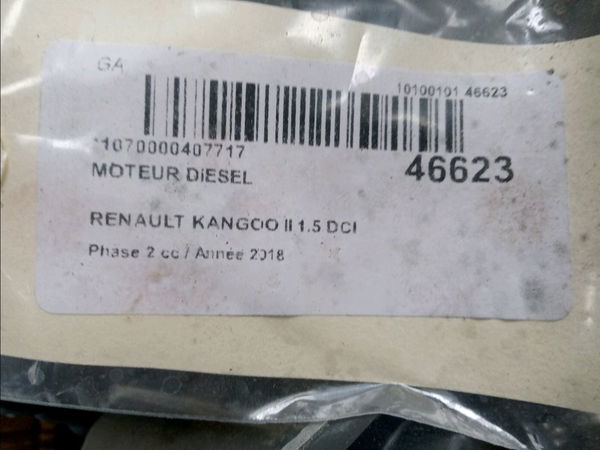 GA
10100101 46623
*1070000407717
46623
MOTEUR DIESEL
RENAULT KANGOO II 1.5 DCI
Phase 2 cc / Année 2018